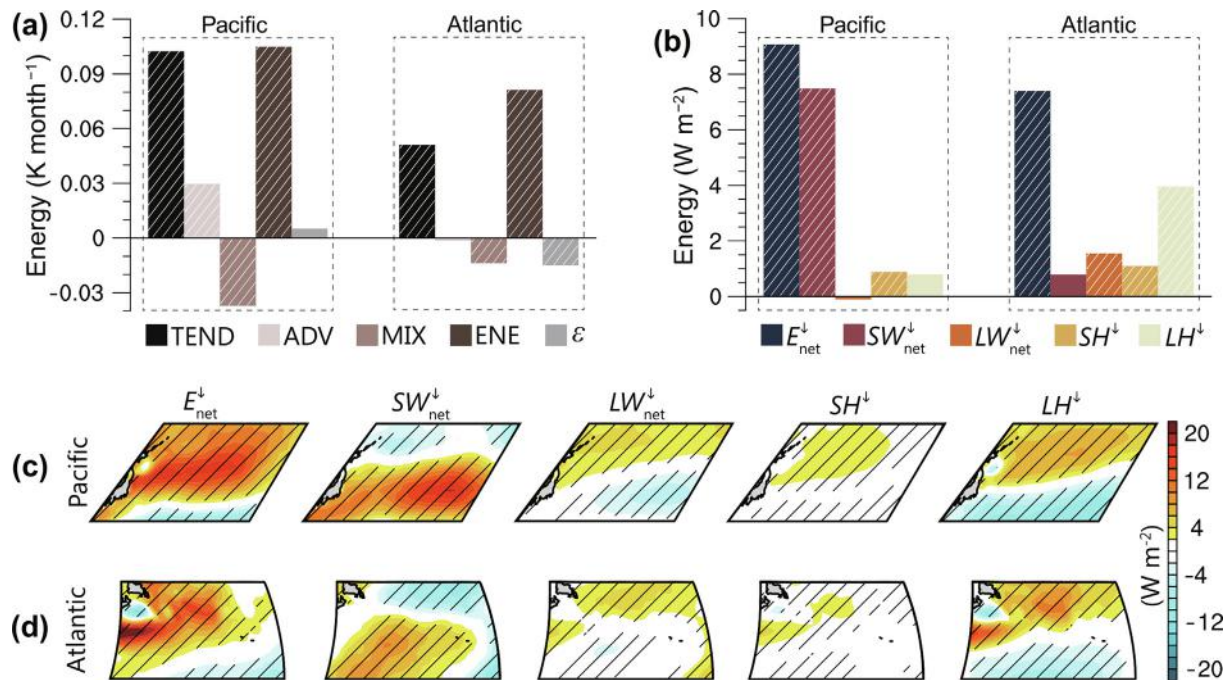 (a)
Pacific
Atlantic
Energy (K month⁻¹)
0.12
0.09
0.06
0.03
0
-0.03
TEND ADV MIX ENE ε
(b)
Pacific
Atlantic
Energy (W m⁻²)
10
8
6
4
2
0
E↓net SW↓net LW↓net SH↓ LH↓
E↓net SW↓net LW↓net SH↓ LH↓
(c)
Pacific
(d)
Atlantic
20
12
4
-4
-12
-20
(W m⁻²)